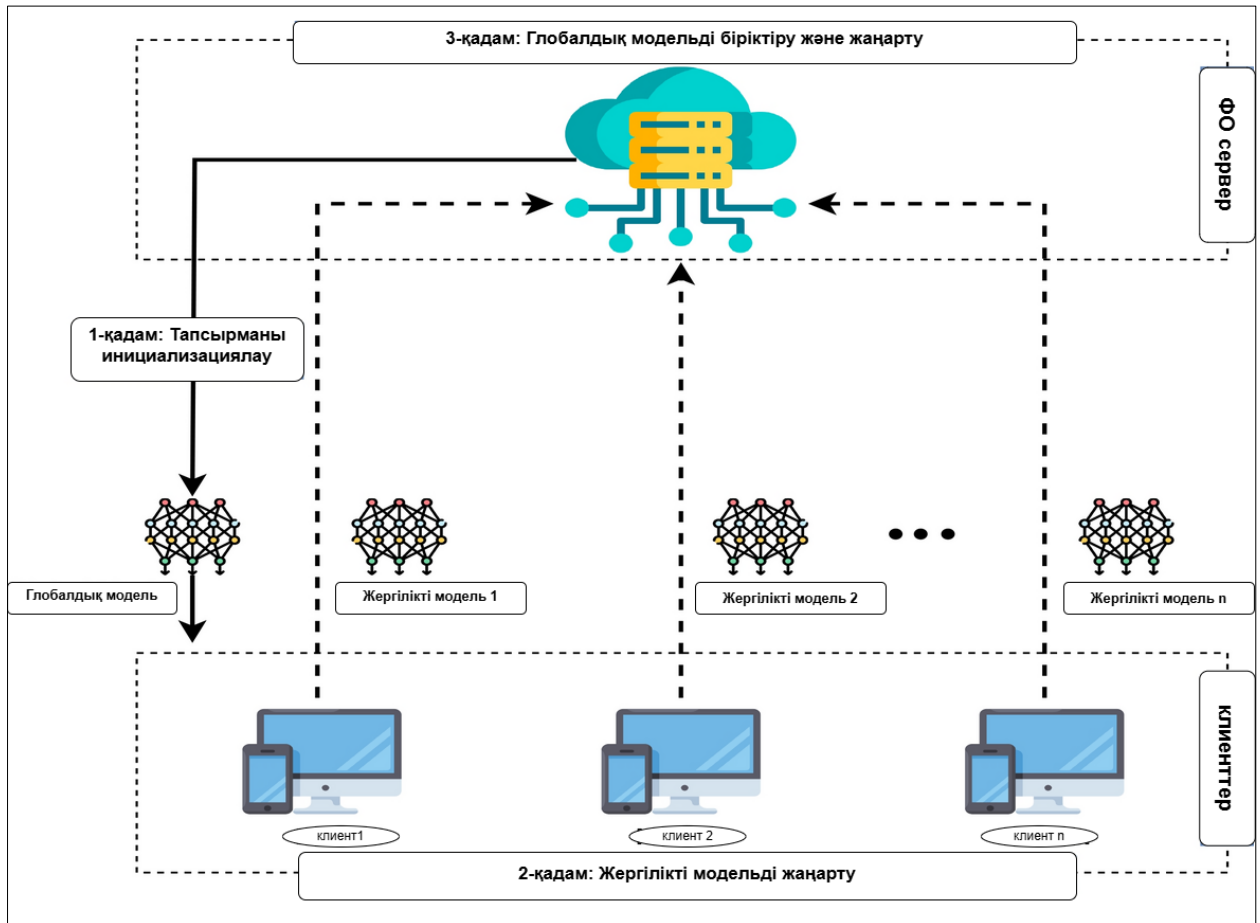 3-қадам: Глобалдық модельді біріктіру және жаңарту
ФО сервер
1-қадам: Тапсырманы
инициализациялау
Глобалдық модель
Жергілікті модель 1
Жергілікті модель 2
Жергілікті модель n
клиенттер
клиент1
клиент 2
клиент n
2-қадам: Жергілікті модельді жаңарту